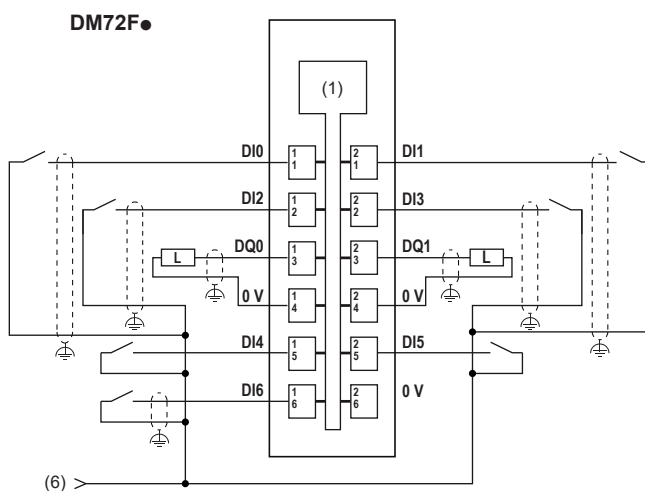 DM72F●
(1)
DI0 1 1 2 1 DI1
DI2 1 2 2 2 DI3
DQ0 1 3 2 3 DQ1
L L
0 V 1 4 2 4 0 V
DI4 1 5 2 5 DI5
DI6 1 6 2 6 0 V
(6)